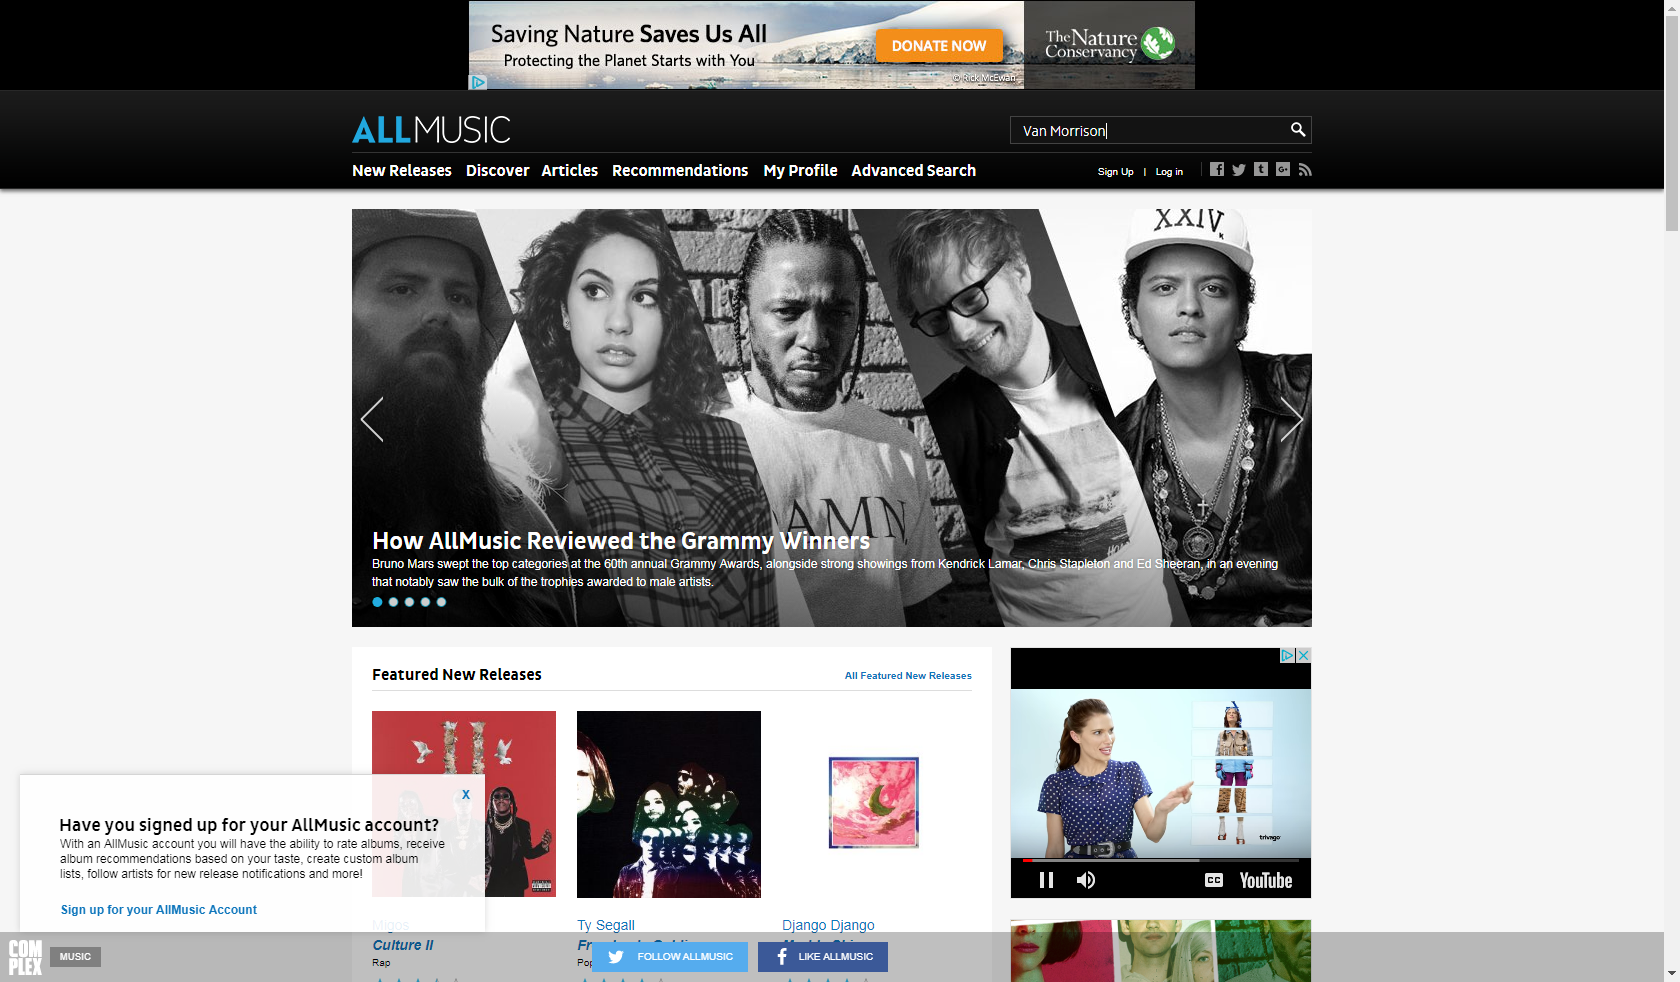 Saving Nature Saves Us All
Protecting the Planet Starts with You
DONATE NOW
© Rick McEwan
The Nature
Conservancy
ALLMUSIC
Van Morrison
New Releases Discover Articles Recommendations My Profile Advanced Search
Sign Up | Log in
XXIV
K
DAMN
How AllMusic Reviewed the Grammy Winners
Bruno Mars swept the top categories at the 60th annual Grammy Awards, alongside strong showings from Kendrick Lamar, Chris Stapleton and Ed Sheeran, in an evening
that notably saw the bulk of the trophies awarded to male artists.
Featured New Releases
All Featured New Releases
trivago
CC YouTube
X
Have you signed up for your AllMusic account?
With an AllMusic account you will have the ability to rate albums, receive
album recommendations based on your taste, create custom album
lists, follow artists for new release notifications and more!
Sign up for your AllMusic Account
Migos
Culture II
Rap
Ty Segall
Django Django
COM
PLEX
MUSIC
FOLLOW ALLMUSIC
LIKE ALLMUSIC